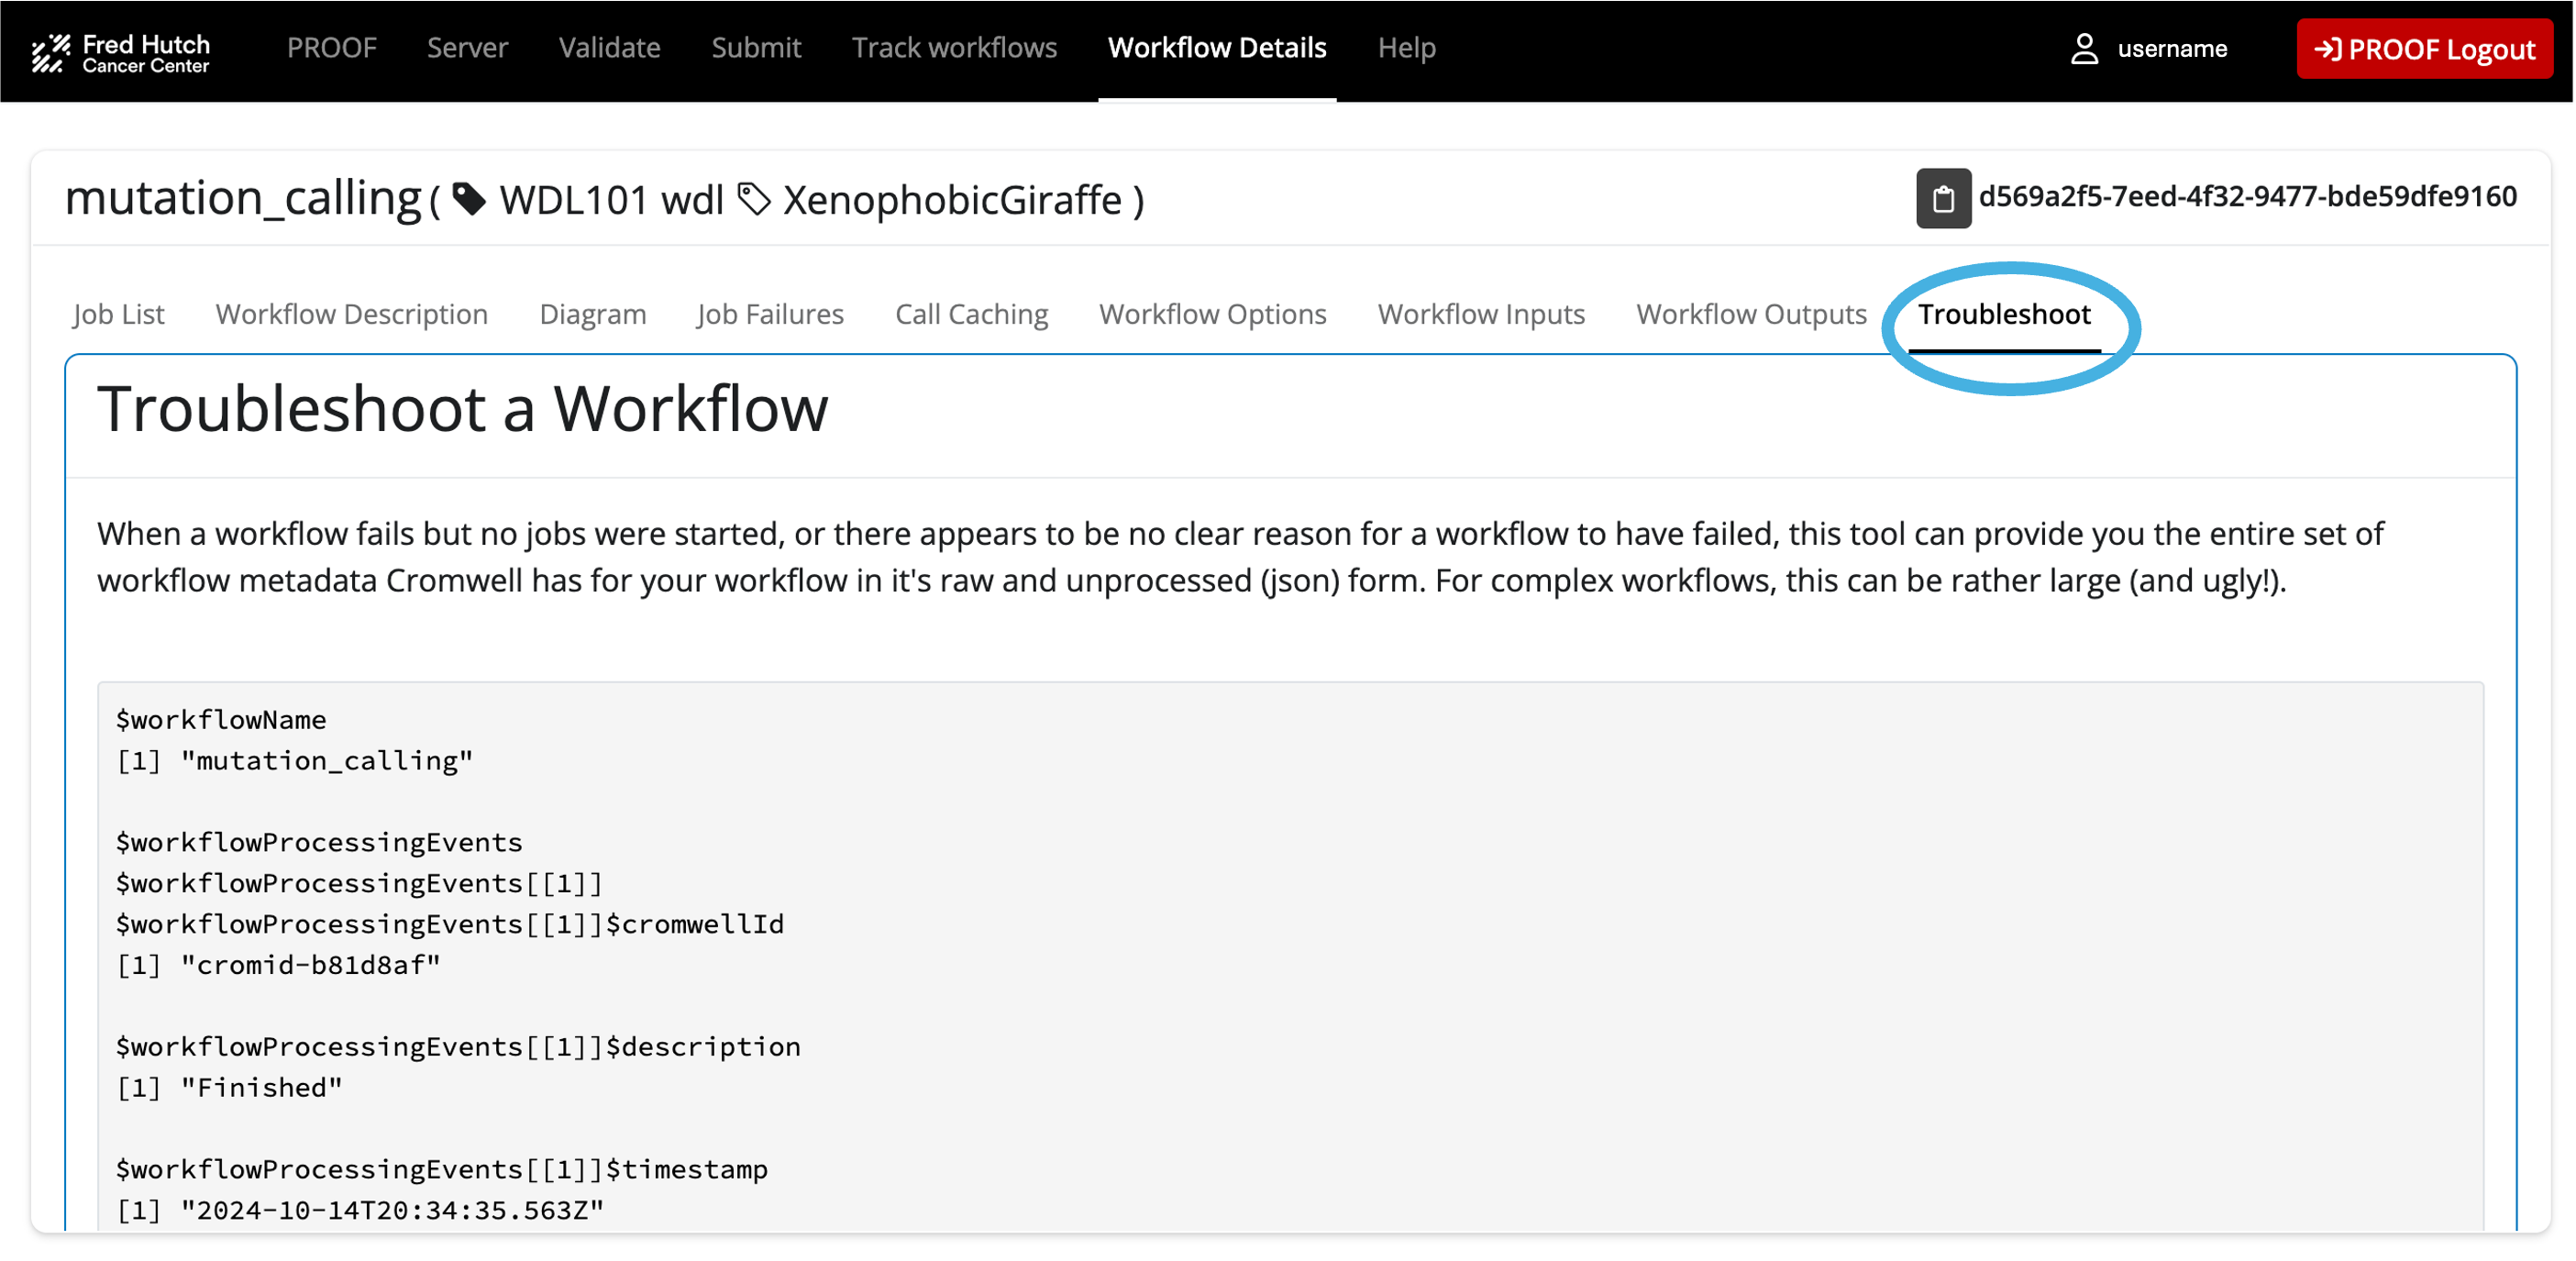 Fred Hutch
Cancer Center
PROOF Server Validate Submit Track workflows Workflow Details Help username PROOF Logout
mutation_calling ( WDL101 wdl XenophobicGiraffe ) d569a2f5-7eed-4f32-9477-bde59dfe9160
Job List Workflow Description Diagram Job Failures Call Caching Workflow Options Workflow Inputs Workflow Outputs Troubleshoot
Troubleshoot a Workflow
When a workflow fails but no jobs were started, or there appears to be no clear reason for a workflow to have failed, this tool can provide you the entire set of
workflow metadata Cromwell has for your workflow in it's raw and unprocessed (json) form. For complex workflows, this can be rather large (and ugly!).
$workflowName
[1] "mutation_calling"
$workflowProcessingEvents
$workflowProcessingEvents[[1]]
$workflowProcessingEvents[[1]]$cromwellId
[1] "cromid-b81d8af"
$workflowProcessingEvents[[1]]$description
[1] "Finished"
$workflowProcessingEvents[[1]]$timestamp
[1] "2024-10-14T20:34:35.563Z"